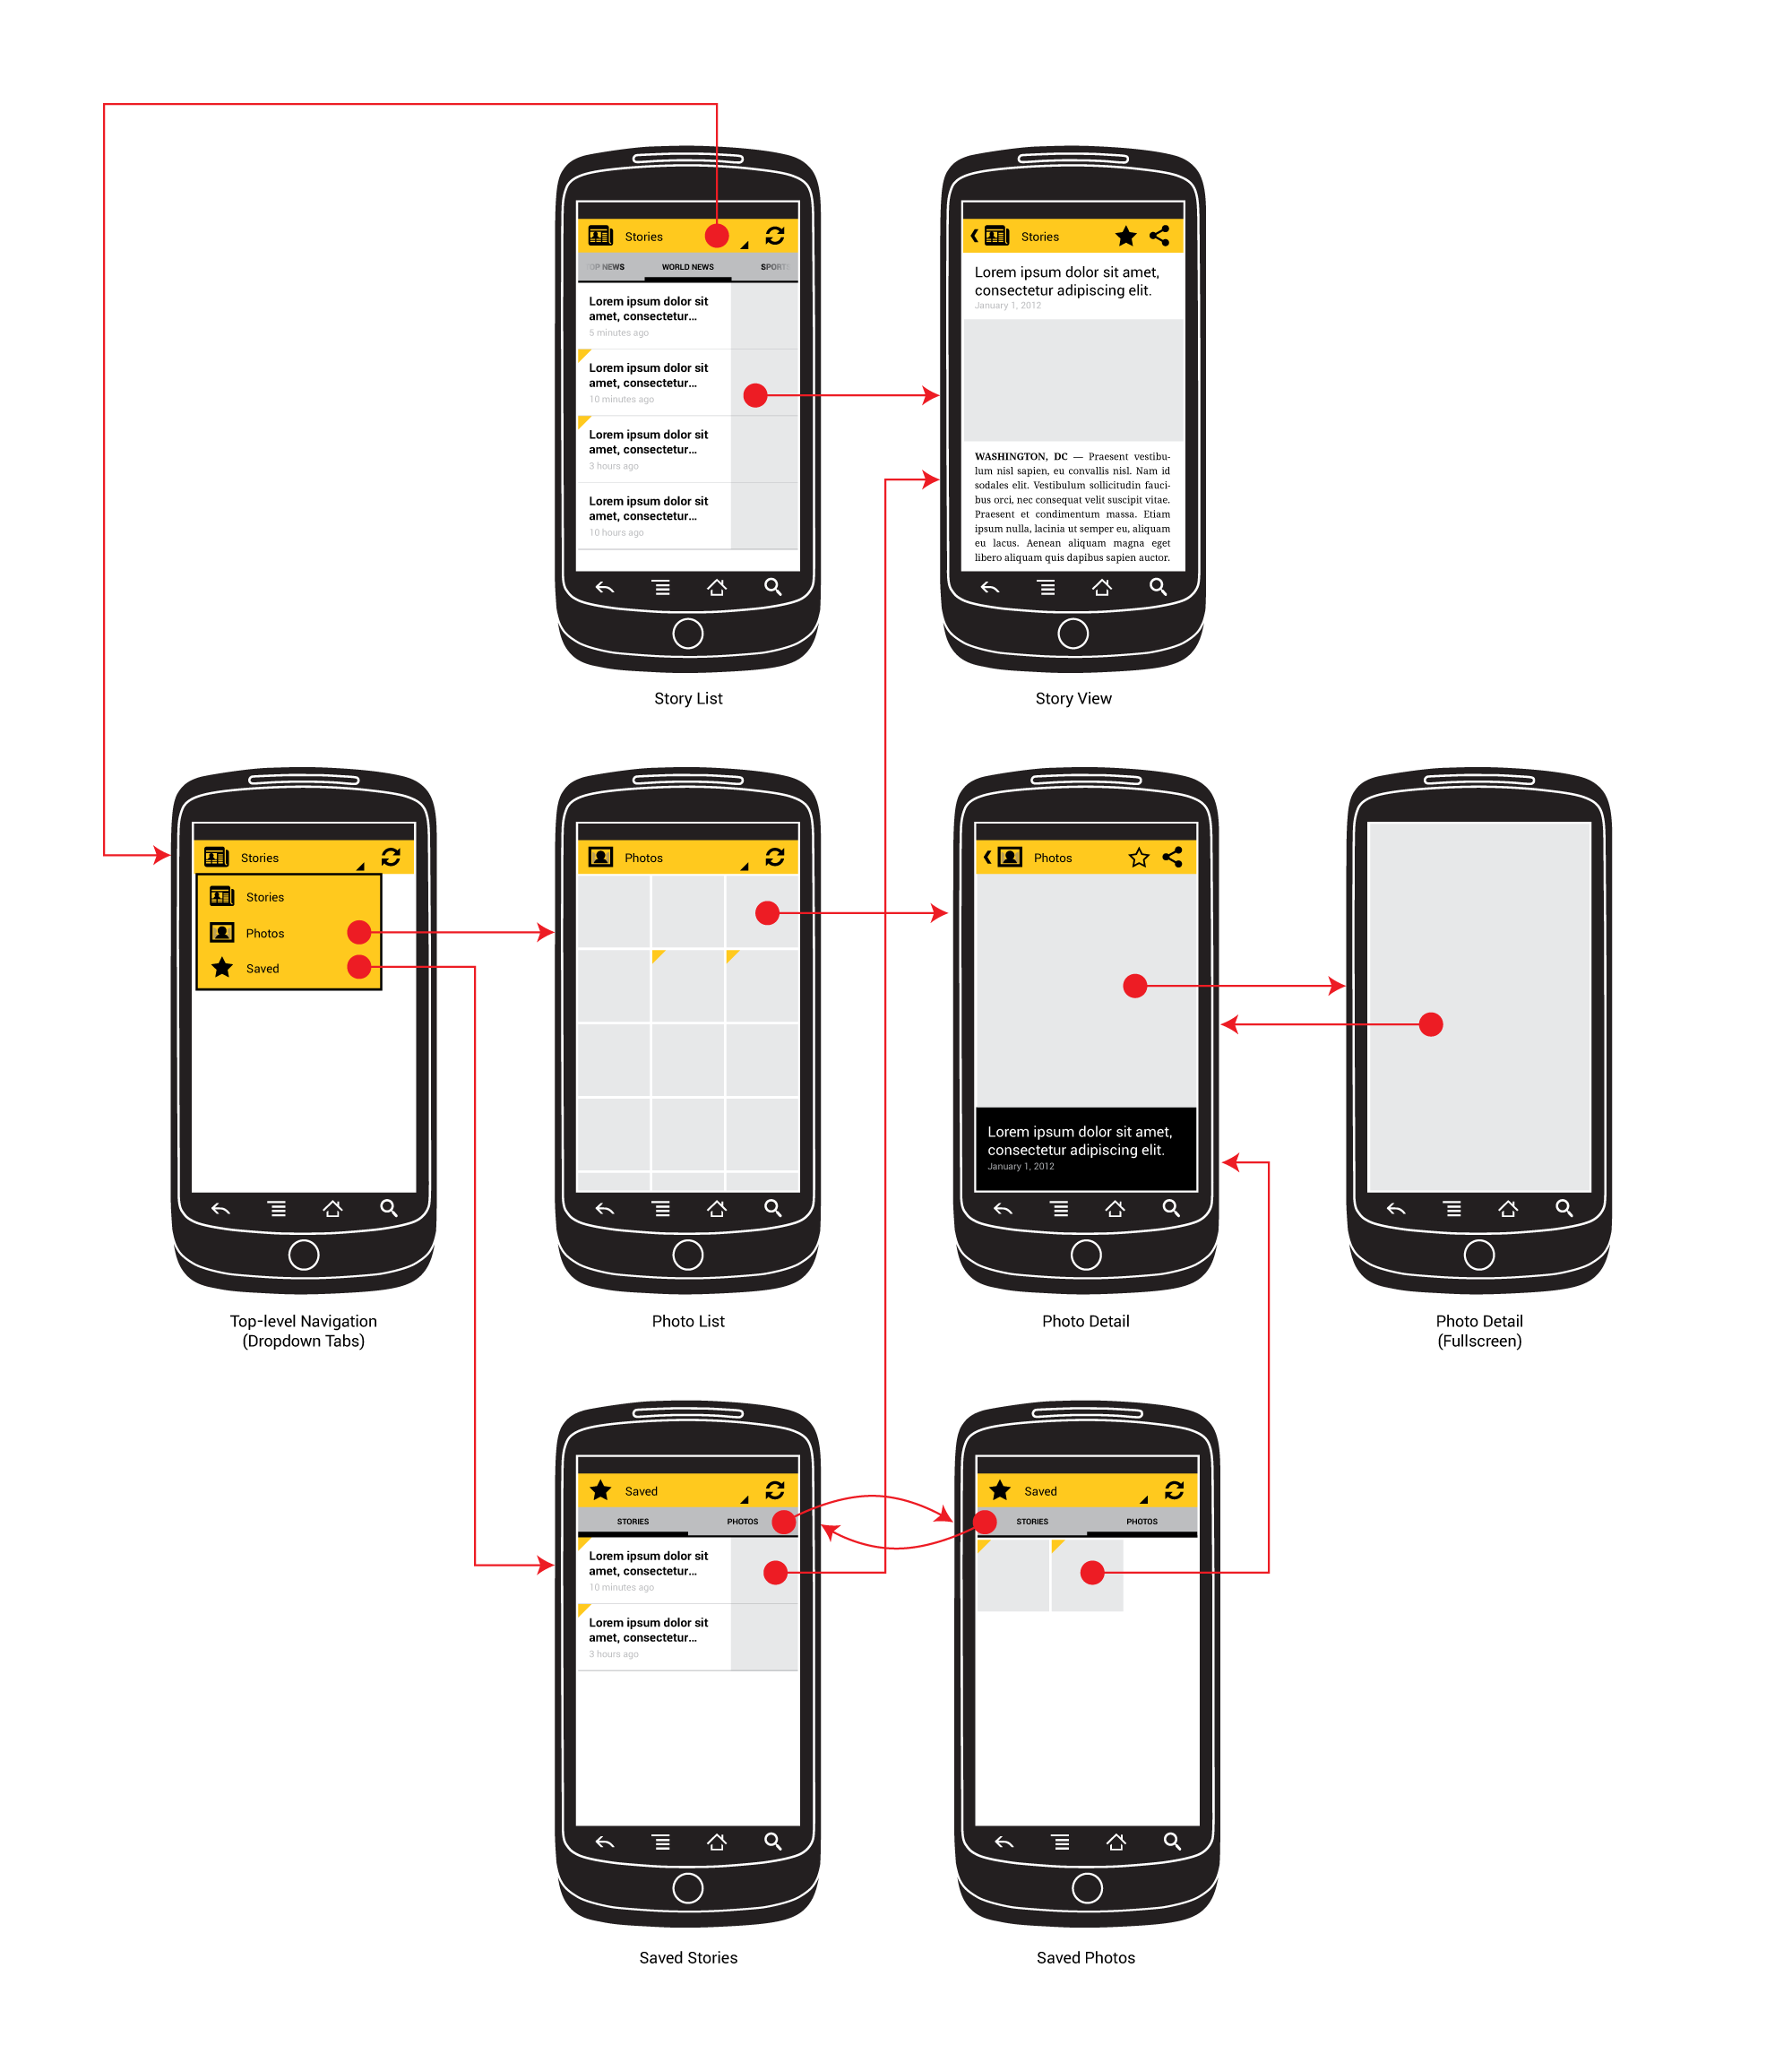 Stories
OP NEWS WORLD NEWS SPORT
Lorem ipsum dolor sit
amet, consectetur...
5 minutes ago
Lorem ipsum dolor sit
amet, consectetur...
10 minutes ago
Lorem ipsum dolor sit
amet, consectetur...
3 hours ago
Lorem ipsum dolor sit
amet, consectetur...
10 hours ago
Story List
Stories
Lorem ipsum dolor sit amet,
consectetur adipiscing elit.
January 1, 2012
WASHINGTON, DC — Praesent vestibu-
lum nisl sapien, eu convallis nisl. Nam id
sodales elit. Vestibulum sollicitudin fauci-
bus orci, nec consequat velit suscipit vitae.
Praesent et condimentum massa. Etiam
ipsum nulla, lacinia ut semper eu, aliquam
eu lacus. Aenean aliquam magna eget
libero aliquam quis dapibus sapien auctor.
Story View
Stories
Stories
Photos
Saved
Top-level Navigation
(Dropdown Tabs)
Photos
Photo List
Photos
Lorem ipsum dolor sit amet,
consectetur adipiscing elit.
January 1, 2012
Photo Detail
Photo Detail
(Fullscreen)
Saved
STORIES PHOTOS
Lorem ipsum dolor sit
amet, consectetur...
10 minutes ago
Lorem ipsum dolor sit
amet, consectetur...
3 hours ago
Saved Stories
Saved
STORIES PHOTOS
Saved Photos